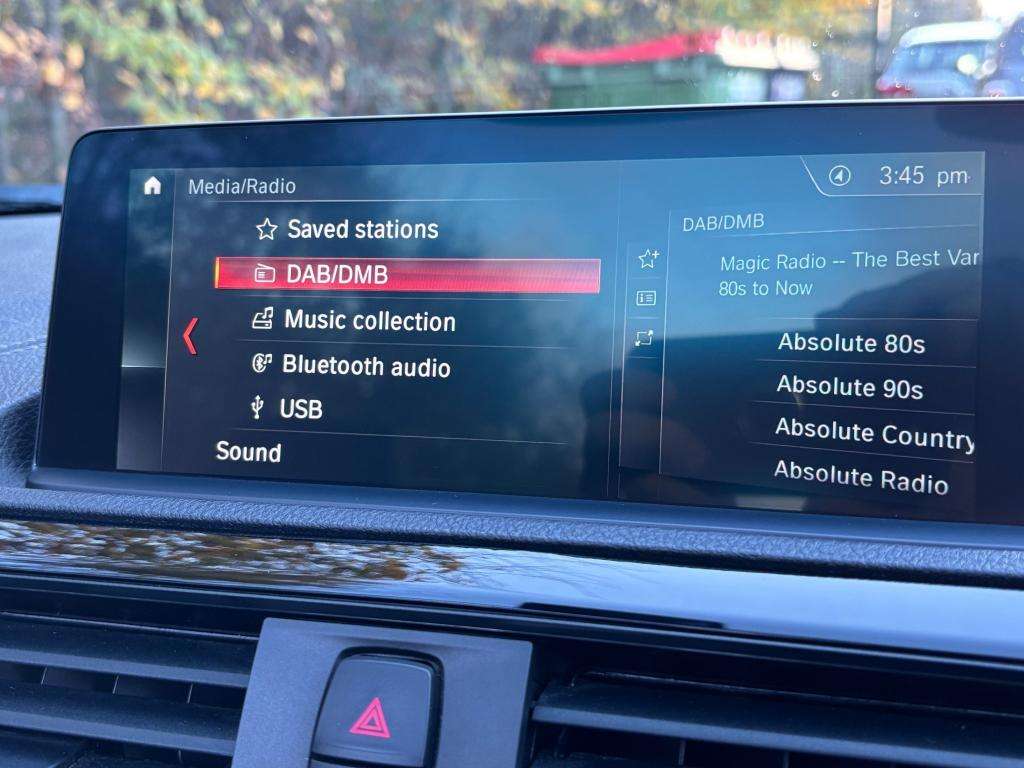 Media/Radio
Saved stations
DAB/DMB
Music collection
Bluetooth audio
USB
Sound
3:45 pm
DAB/DMB
Magic Radio -- The Best Var
80s to Now
Absolute 80s
Absolute 90s
Absolute Country
Absolute Radio